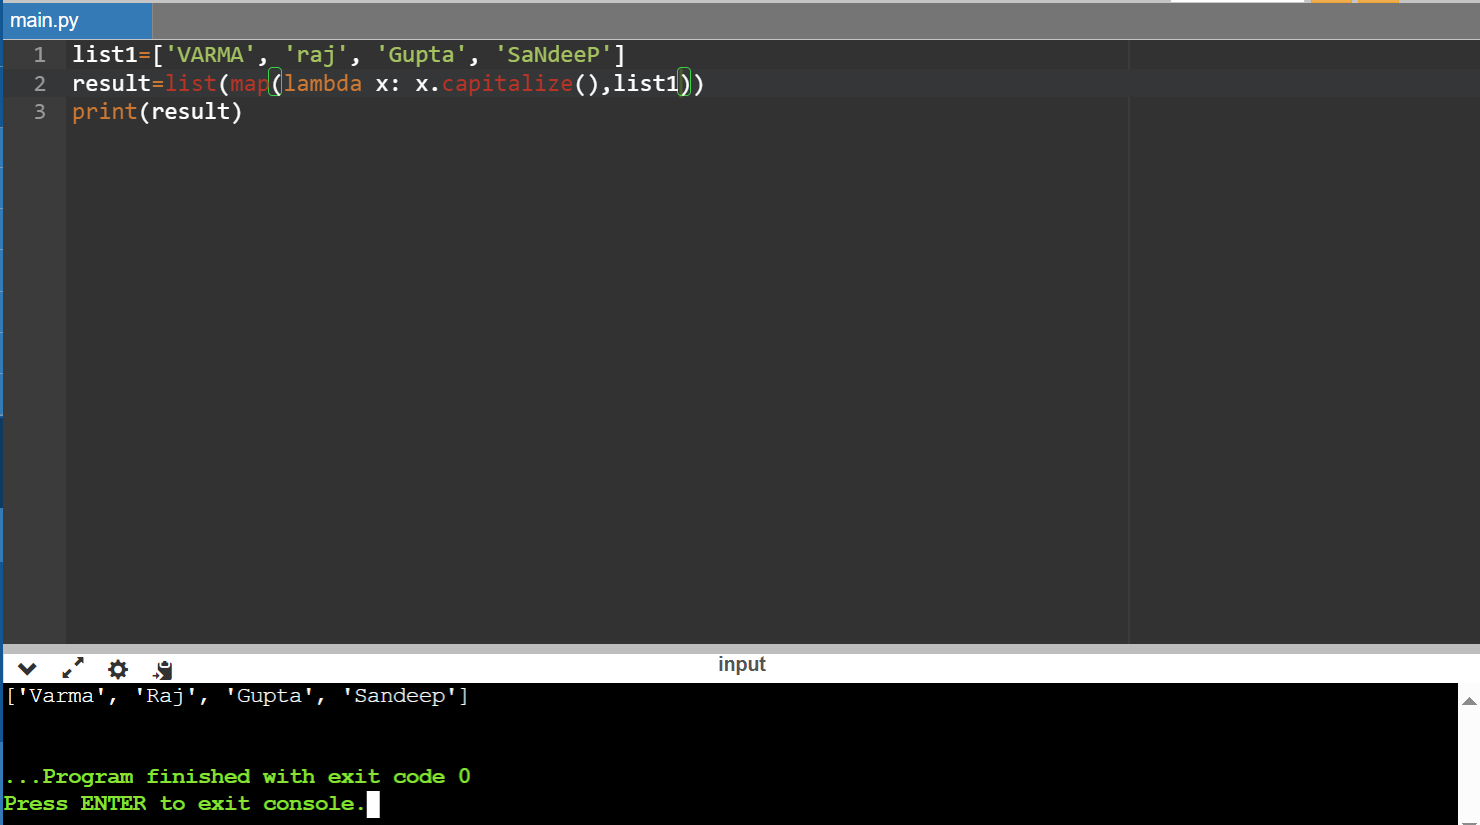 main.py
1 list1=['VARMA', 'raj', 'Gupta', 'SaNdeeP']
2 result=list(map(lambda x: x.capitalize(),list1))
3 print(result)
input
['Varma', 'Raj', 'Gupta', 'Sandeep']
...Program finished with exit code 0
Press ENTER to exit console.